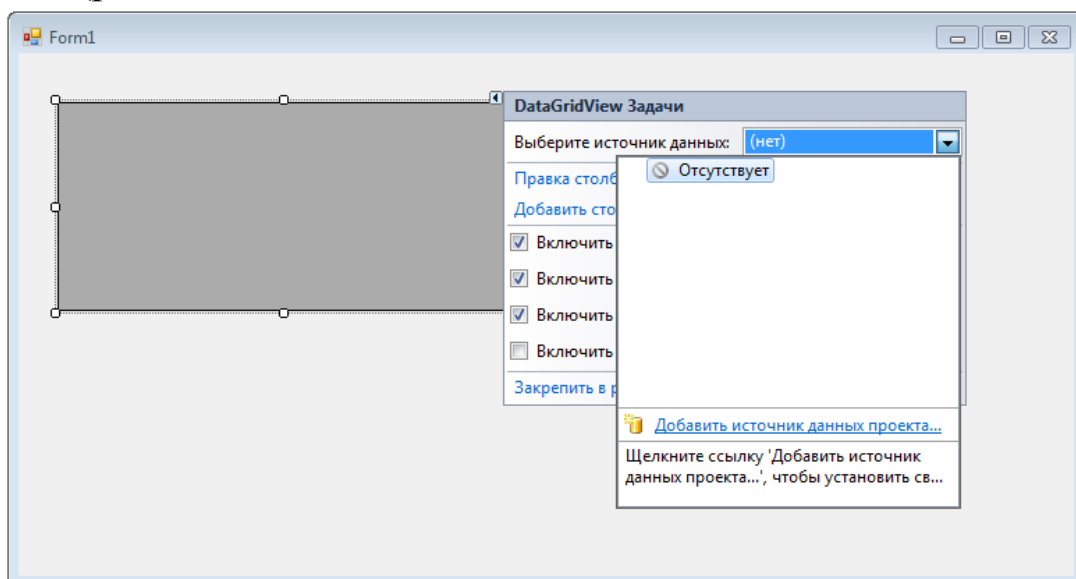 Form1
DataGridView Задачи
Выберите источник данных: (нет)
Отсутствует
Правка столб
Добавить сто
Включить
Включить
Включить
Включить
Закрепить в р
Добавить источник данных проекта...
Щелкните ссылку 'Добавить источник
данных проекта...', чтобы установить св...